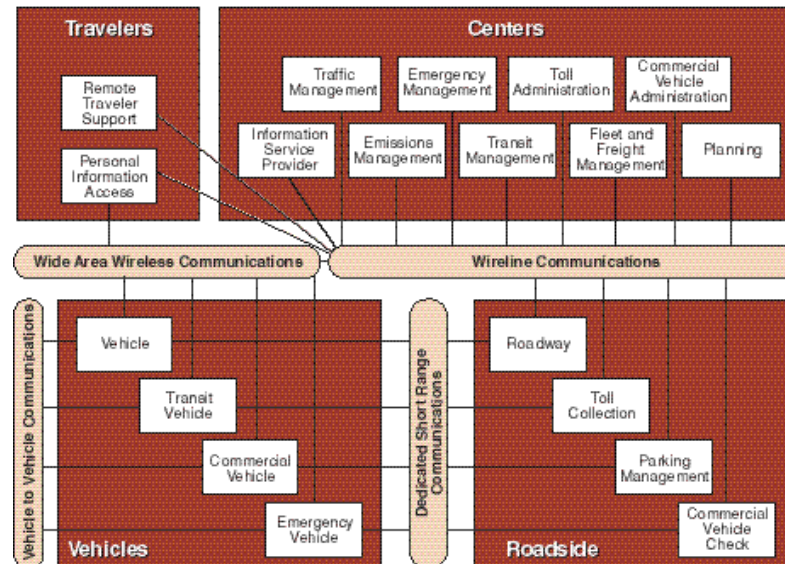 Travelers
Remote
Traveler
Support
Personal
Information
Access
Centers
Traffic
Management
Emergency
Management
Toll
Administration
Commercial
Vehicle
Administration
Information
Service
Provider
Emissions
Management
Transit
Management
Fleet and
Freight
Management
Planning
Wide Area Wireless Communications
Wireline Communications
Vehicle to Vehicle Communications
Vehicle
Transit
Vehicle
Commercial
Vehicle
Emergency
Vehicle
Vehicles
Dedicated Short Range
Communications
Roadway
Toll
Collection
Parking
Management
Commercial
Vehicle
Check
Roadside